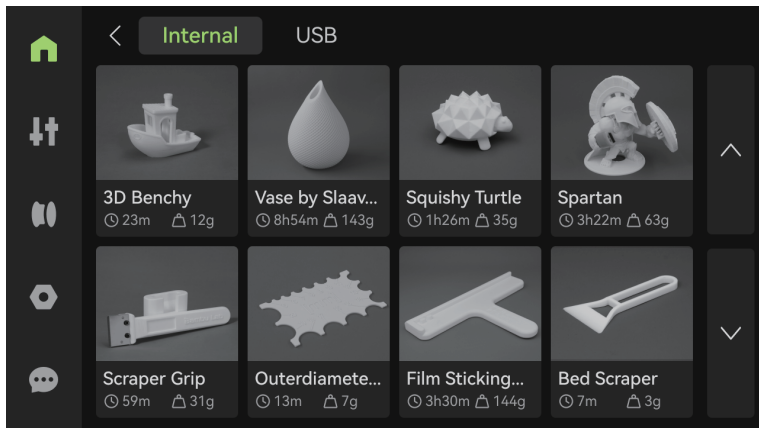 Internal USB
3D Benchy
23m 12g
Vase by Slaav...
8h54m 143g
Squishy Turtle
1h26m 35g
Spartan
3h22m 63g
Scraper Grip
59m 31g
Outerdiamete...
13m 7g
Film Sticking...
3h30m 144g
Bed Scraper
7m 3g